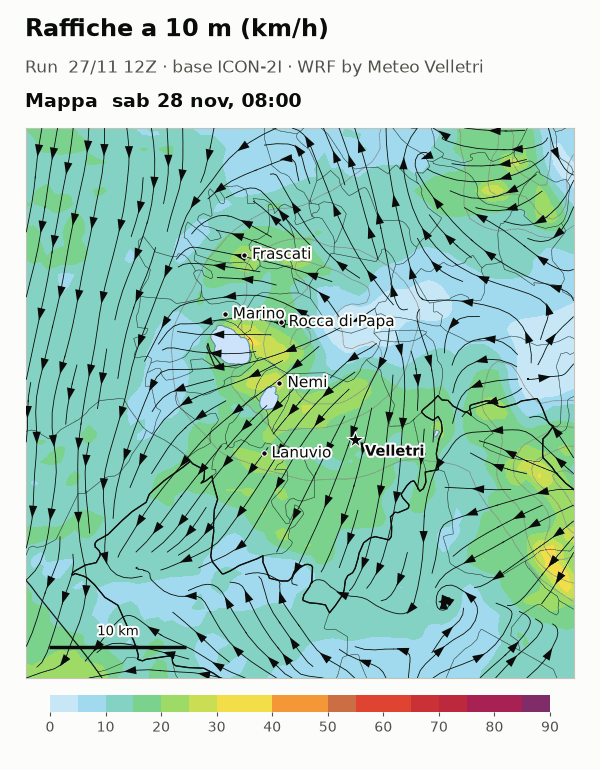 Raffiche a 10 m (km/h)
Run 27/11 12Z · base ICON-2I · WRF by Meteo Velletri
Mappa sab 28 nov, 08:00
Frascati
Marino
Rocca di Papa
Nemi
Velletri
Lanuvio
10 km
0 10 20 30 40 50 60 70 80 90